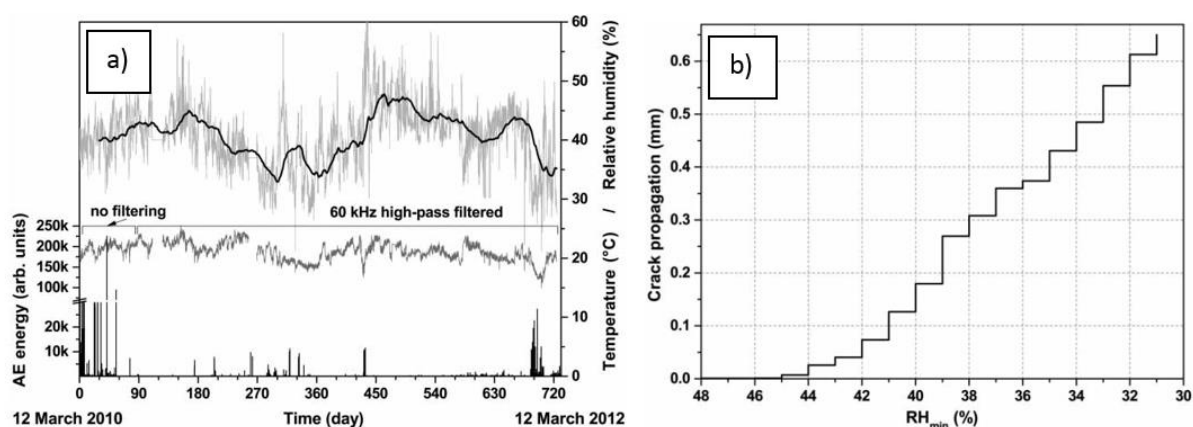 a)
60
50
40
30
Relative humidity (%)
/
Temperature (°C)
20
10
0
no filtering
60 kHz high-pass filtered
AE energy (arb. units)
250k
200k
150k
100k
20k
10k
0 90 180 270 360 450 540 630 720
12 March 2010 Time (day) 12 March 2012
b)
Crack propagation (mm)
0.6
0.5
0.4
0.3
0.2
0.1
0.0
48 46 44 42 40 38 36 34 32 30
RHmin (%)